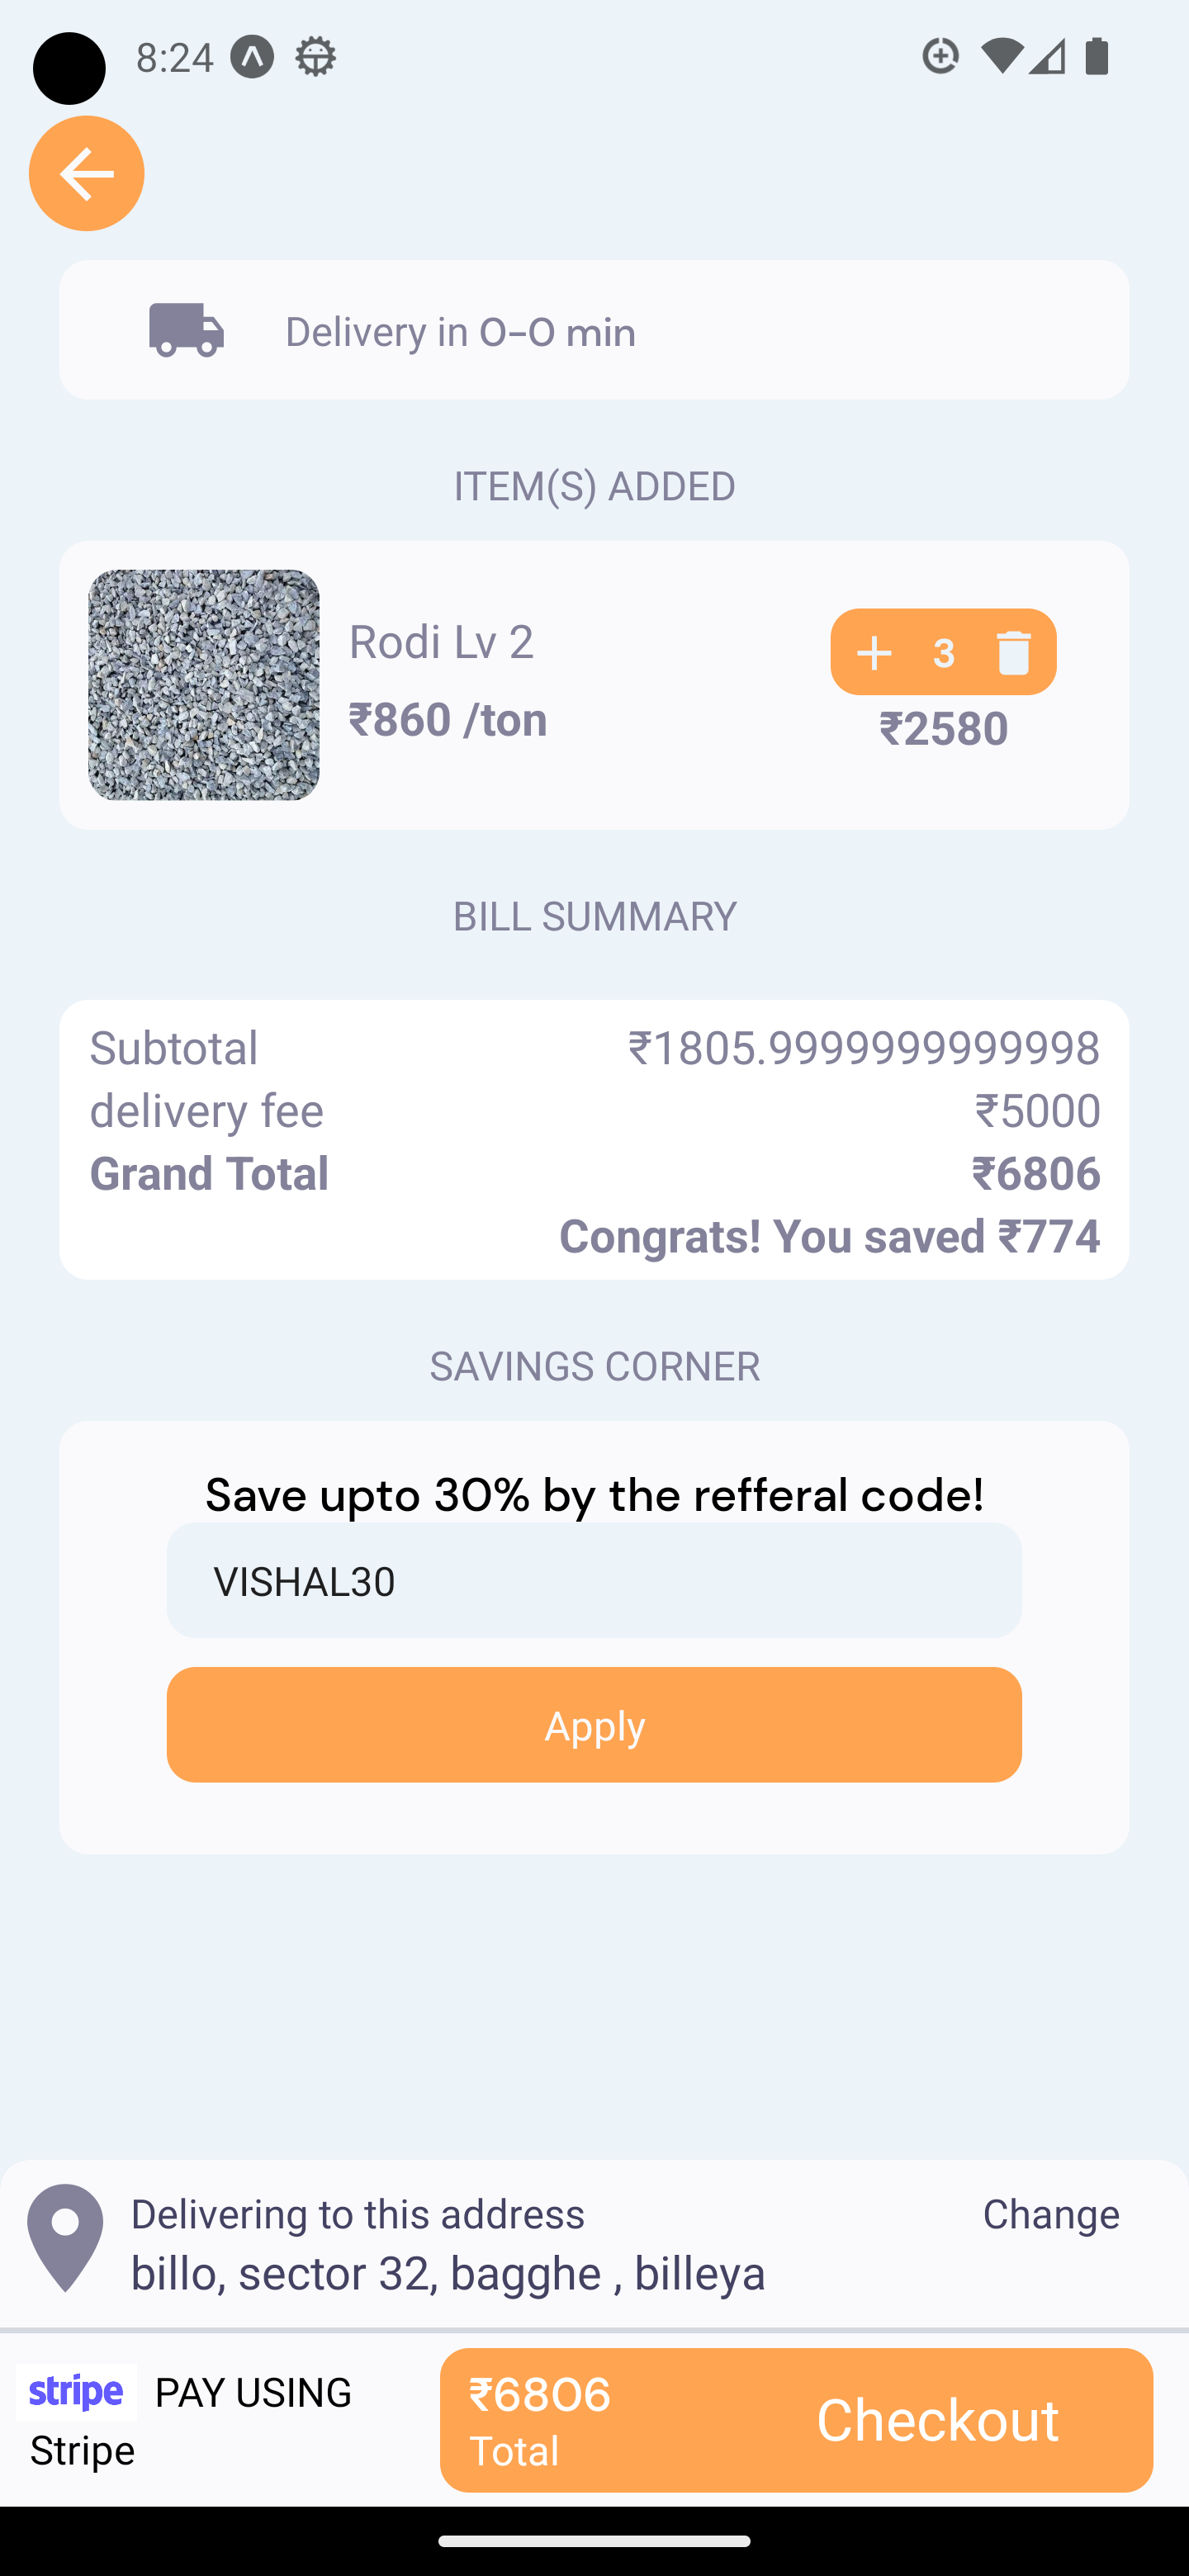 8:24
Delivery in 0-0 min
ITEM(S) ADDED
Rodi Lv 2
₹860 /ton
3
₹2580
BILL SUMMARY
Subtotal ₹1805.9999999999998
delivery fee ₹5000
Grand Total ₹6806
Congrats! You saved ₹774
SAVINGS CORNER
Save upto 30% by the refferal code!
VISHAL30
Apply
Delivering to this address Change
billo, sector 32, bagghe , billeya
stripe PAY USING
Stripe
₹6806
Total
Checkout